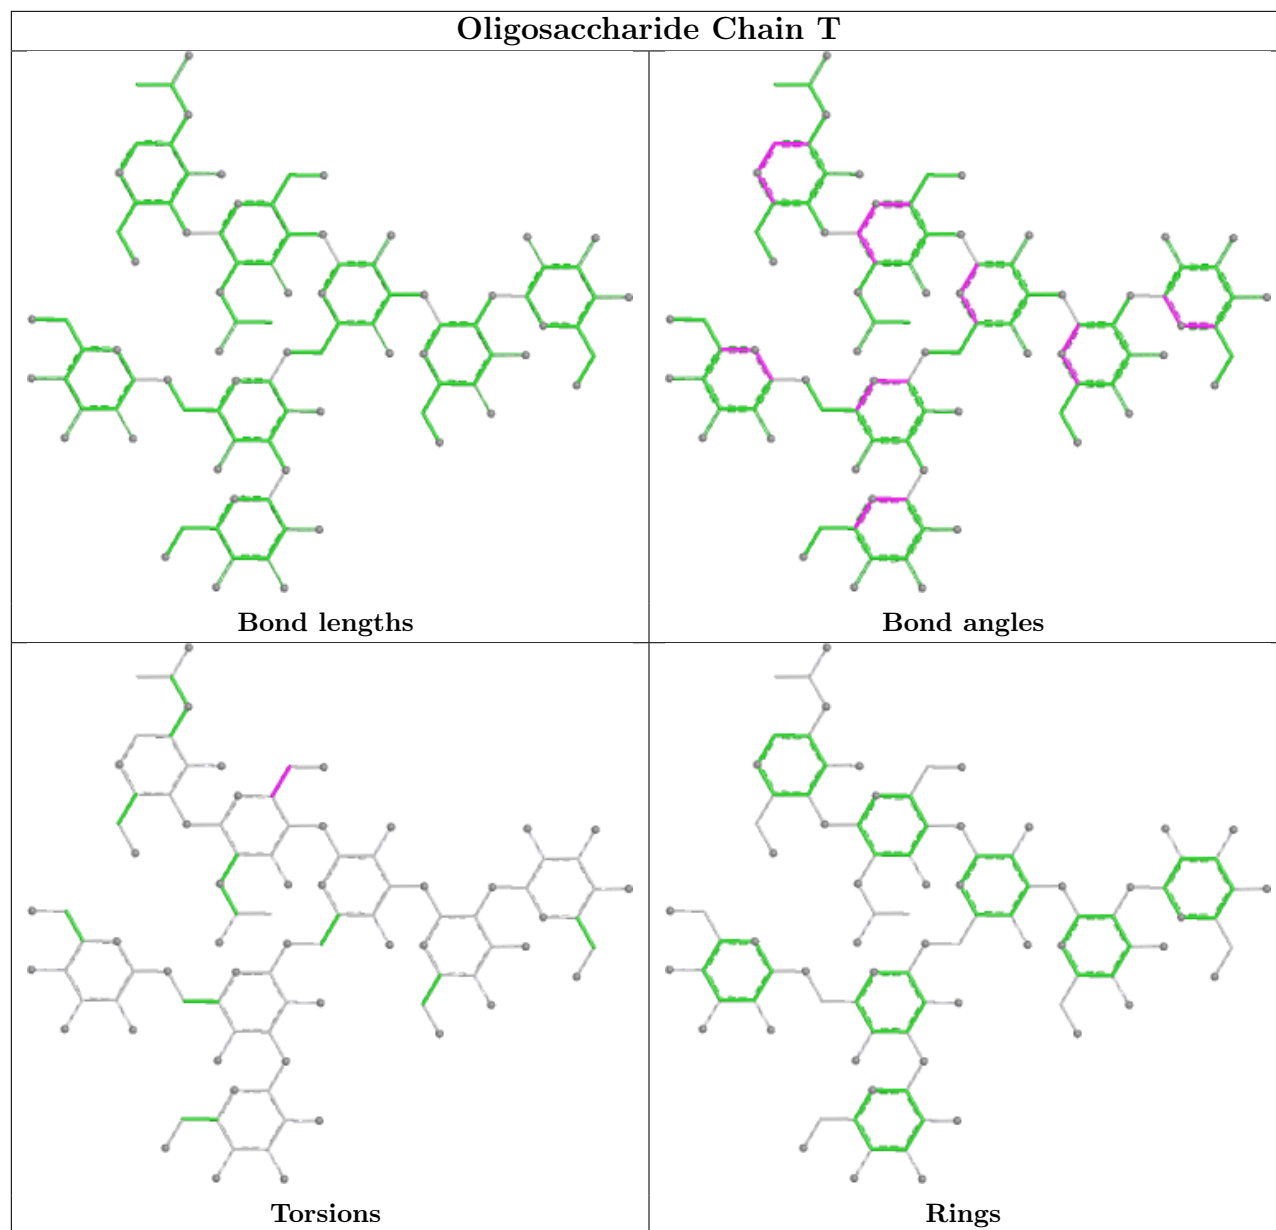 Oligosaccharide Chain T
Bond lengths
Bond angles
Torsions
Rings